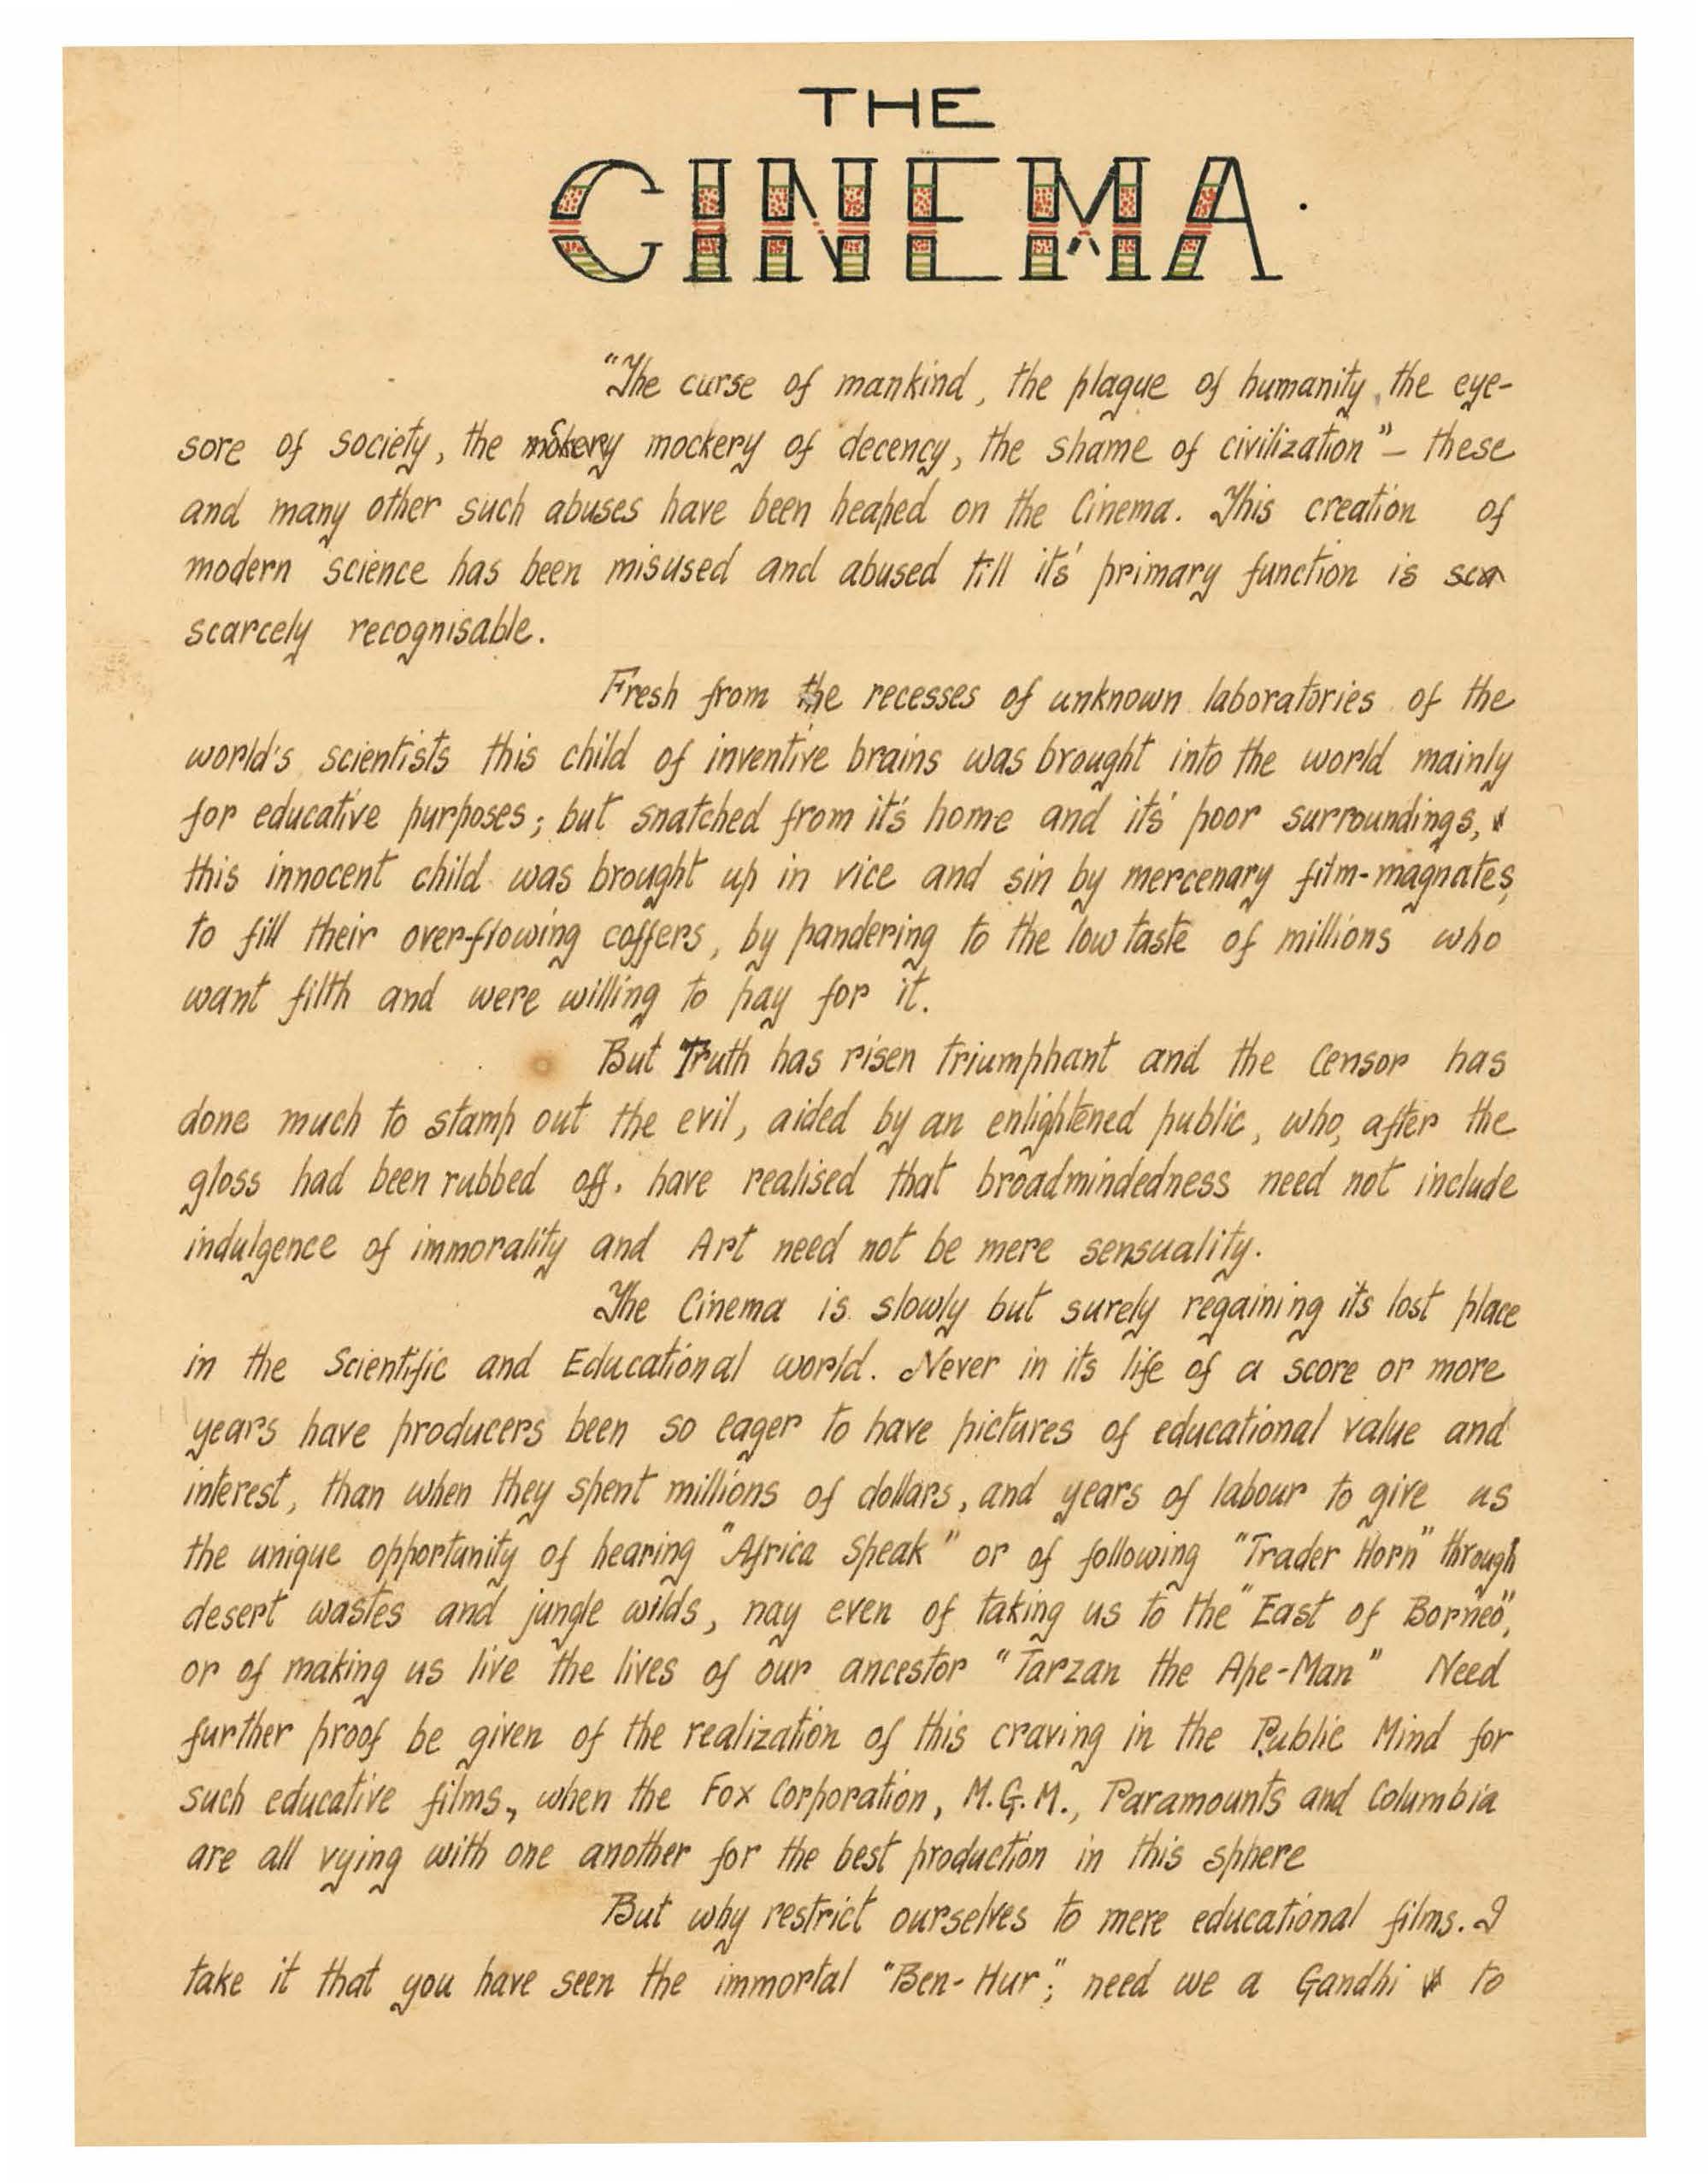 THE
CINEMA.
"The curse of mankind, the plague of humanity, the eye-
sore of society, the mokery mockery of decency, the shame of civilization" – these
and many other such abuses have been heaped on the Cinema. This creation of
modern science has been misused and abused till it's primary function is sca
scarcely recognisable.
Fresh from the recesses of unknown laboratories of the
world's scientists this child of inventive brains was brought into the world mainly
for educative purposes; but snatched from it's home and it's poor surroundings,
this innocent child was brought up in vice and sin by mercenary film-magnates,
to fill their over-flowing coffers, by pandering to the low taste of millions who
want filth and were willing to pay for it.
But Truth has risen triumphant and the Censor has
done much to stamp out the evil, aided by an enlightened public, who, after the
gloss had been rubbed off, have realised that broadmindedness need not include
indulgence of immorality and Art need not be mere sensuality.
The Cinema is slowly but surely regaining its lost place
in the Scientific and Educational world. Never in its life of a score or more
years have producers been so eager to have pictures of educational value and
interest, than when they spent millions of dollars, and years of labour to give us
the unique opportunity of hearing "Africa Speak" or of following "Trader Horn" through
desert wastes and jungle wilds, nay even of taking us to the "East of Borneo",
or of making us live the lives of our ancestor "Tarzan the Ape-Man" Need
further proof be given of the realization of this craving in the Public Mind for
such educative films, when the Fox Corporation, M.G.M., Paramounts and Columbia
are all vying with one another for the best production in this sphere
But why restrict ourselves to mere educational films. I
take it that you have seen the immortal "Ben-Hur"; need we a Gandhi to